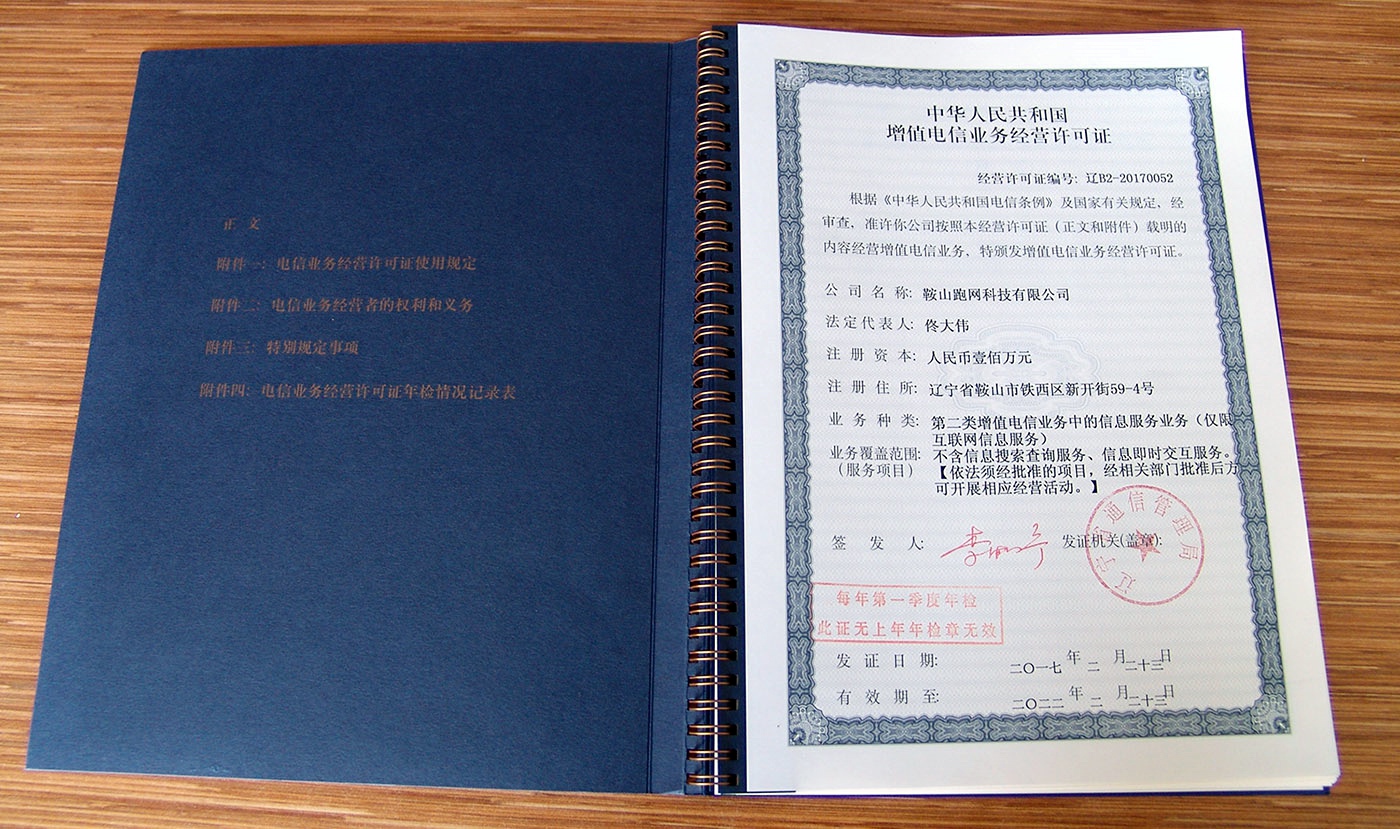 正 文
附件一: 电信业务经营许可证使用规定
附件二: 电信业务经营者的权利和义务
附件三: 特别规定事项
附件四: 电信业务经营许可证年检情况记录表
中华人民共和国
增值电信业务经营许可证
经营许可证编号: 辽B2-20170052
根据《中华人民共和国电信条例》及国家有关规定、经
审查，准许你公司按照本经营许可证（正文和附件）载明的
内容经营增值电信业务，特颁发增值电信业务经营许可证。
公 司 名 称: 鞍山跑网科技有限公司
法定代表人: 佟大伟
注 册 资 本: 人民币壹佰万元
注 册 住 所: 辽宁省鞍山市铁西区新开街59-4号
业 务 种 类: 第二类增值电信业务中的信息服务业务（仅限
互联网信息服务）
业务覆盖范围: 不含信息搜索查询服务、信息即时交互服务。
（服务项目） 【依法须经批准的项目，经相关部门批准后方
可开展相应经营活动。】
签 发 人:
发证机关(盖章):
辽宁省通信管理局
每年第一季度年检
此证无上年年检章无效
发 证 日 期: 二〇一七 年 二 月 二十三 日
有 效 期 至: 二〇二二 年 二 月 二十三 日